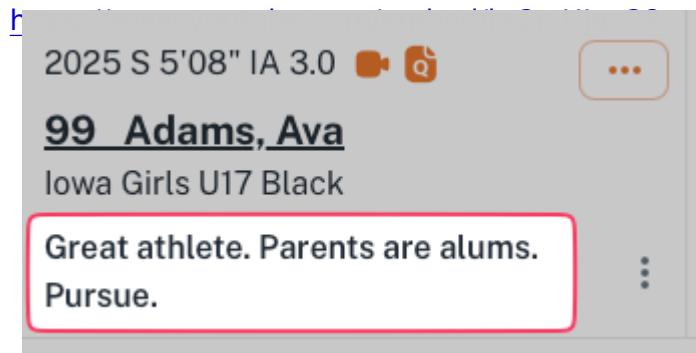 2025 S 5'08" IA 3.0
99 Adams, Ava
Iowa Girls U17 Black
Great athlete. Parents are alums.
Pursue.